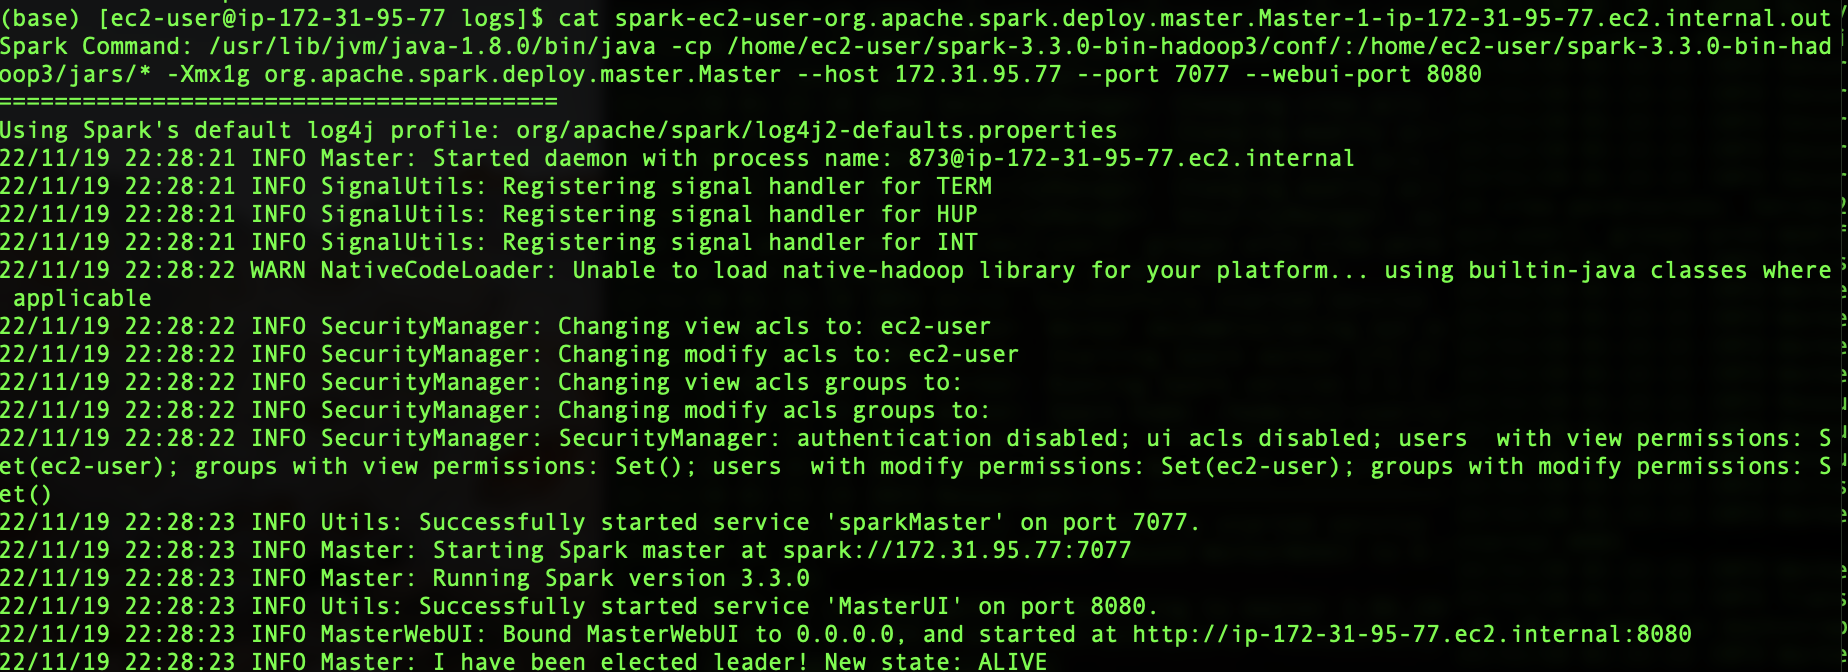 (base) [ec2-user@ip-172-31-95-77 logs]$ cat spark-ec2-user-org.apache.spark.deploy.master.Master-1-ip-172-31-95-77.ec2.internal.out
Spark Command: /usr/lib/jvm/java-1.8.0/bin/java -cp /home/ec2-user/spark-3.3.0-bin-hadoop3/conf/:/home/ec2-user/spark-3.3.0-bin-had
oop3/jars/* -Xmx1g org.apache.spark.deploy.master.Master --host 172.31.95.77 --port 7077 --webui-port 8080
========================================
Using Spark's default log4j profile: org/apache/spark/log4j2-defaults.properties
22/11/19 22:28:21 INFO Master: Started daemon with process name: 873@ip-172-31-95-77.ec2.internal
22/11/19 22:28:21 INFO SignalUtils: Registering signal handler for TERM
22/11/19 22:28:21 INFO SignalUtils: Registering signal handler for HUP
22/11/19 22:28:21 INFO SignalUtils: Registering signal handler for INT
22/11/19 22:28:22 WARN NativeCodeLoader: Unable to load native-hadoop library for your platform... using builtin-java classes where
 applicable
22/11/19 22:28:22 INFO SecurityManager: Changing view acls to: ec2-user
22/11/19 22:28:22 INFO SecurityManager: Changing modify acls to: ec2-user
22/11/19 22:28:22 INFO SecurityManager: Changing view acls groups to:
22/11/19 22:28:22 INFO SecurityManager: Changing modify acls groups to:
22/11/19 22:28:22 INFO SecurityManager: SecurityManager: authentication disabled; ui acls disabled; users  with view permissions: S
et(ec2-user); groups with view permissions: Set(); users  with modify permissions: Set(ec2-user); groups with modify permissions: S
et()
22/11/19 22:28:23 INFO Utils: Successfully started service 'sparkMaster' on port 7077.
22/11/19 22:28:23 INFO Master: Starting Spark master at spark://172.31.95.77:7077
22/11/19 22:28:23 INFO Master: Running Spark version 3.3.0
22/11/19 22:28:23 INFO Utils: Successfully started service 'MasterUI' on port 8080.
22/11/19 22:28:23 INFO MasterWebUI: Bound MasterWebUI to 0.0.0.0, and started at http://ip-172-31-95-77.ec2.internal:8080
22/11/19 22:28:23 INFO Master: I have been elected leader! New state: ALIVE